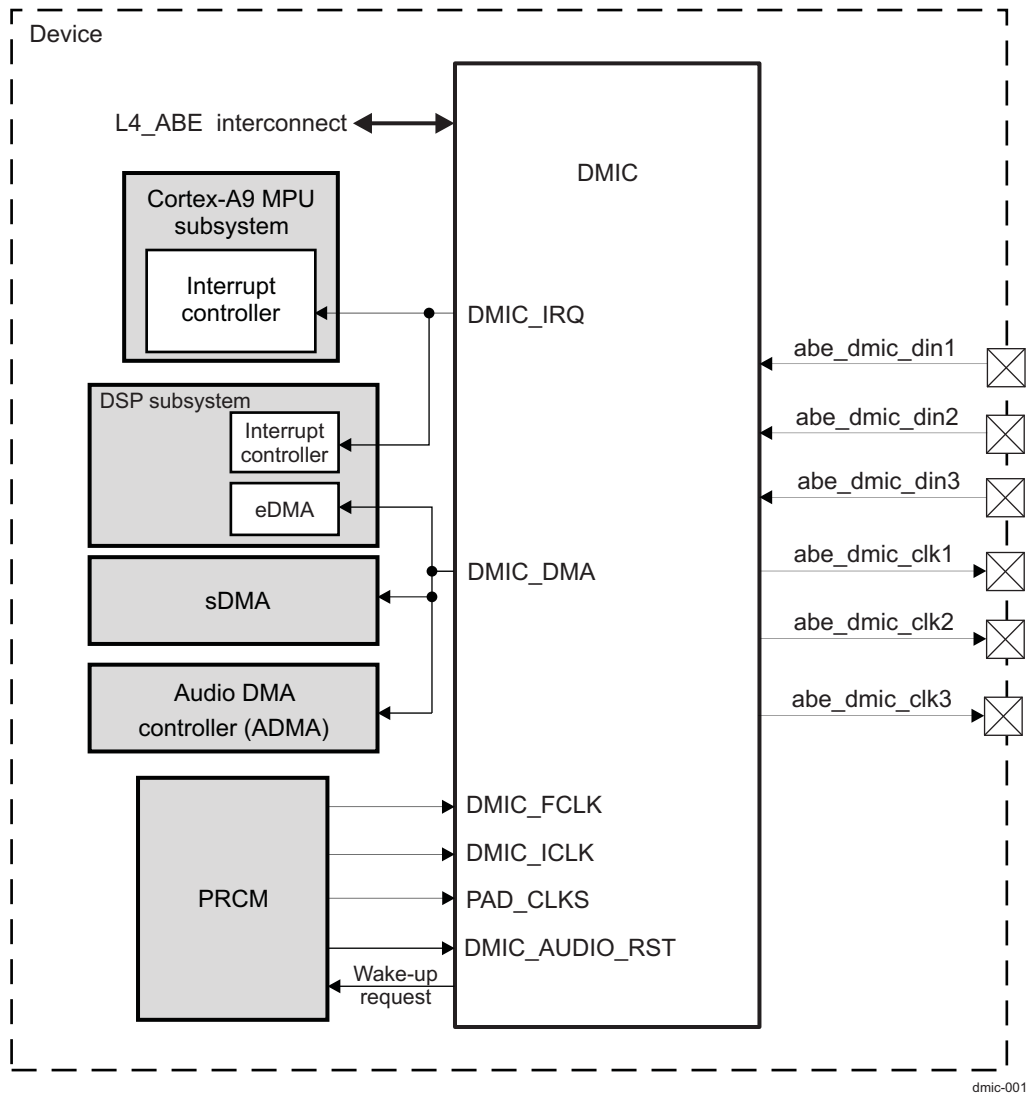 Device
L4_ABE interconnect
DMIC
Cortex-A9 MPU
subsystem
Interrupt
controller
DMIC_IRQ
abe_dmic_din1
DSP subsystem
Interrupt
controller
abe_dmic_din2
eDMA
abe_dmic_din3
DMIC_DMA
abe_dmic_clk1
sDMA
abe_dmic_clk2
Audio DMA
controller (ADMA)
abe_dmic_clk3
DMIC_FCLK
DMIC_ICLK
PRCM
PAD_CLKS
DMIC_AUDIO_RST
Wake-up
request
dmic-001